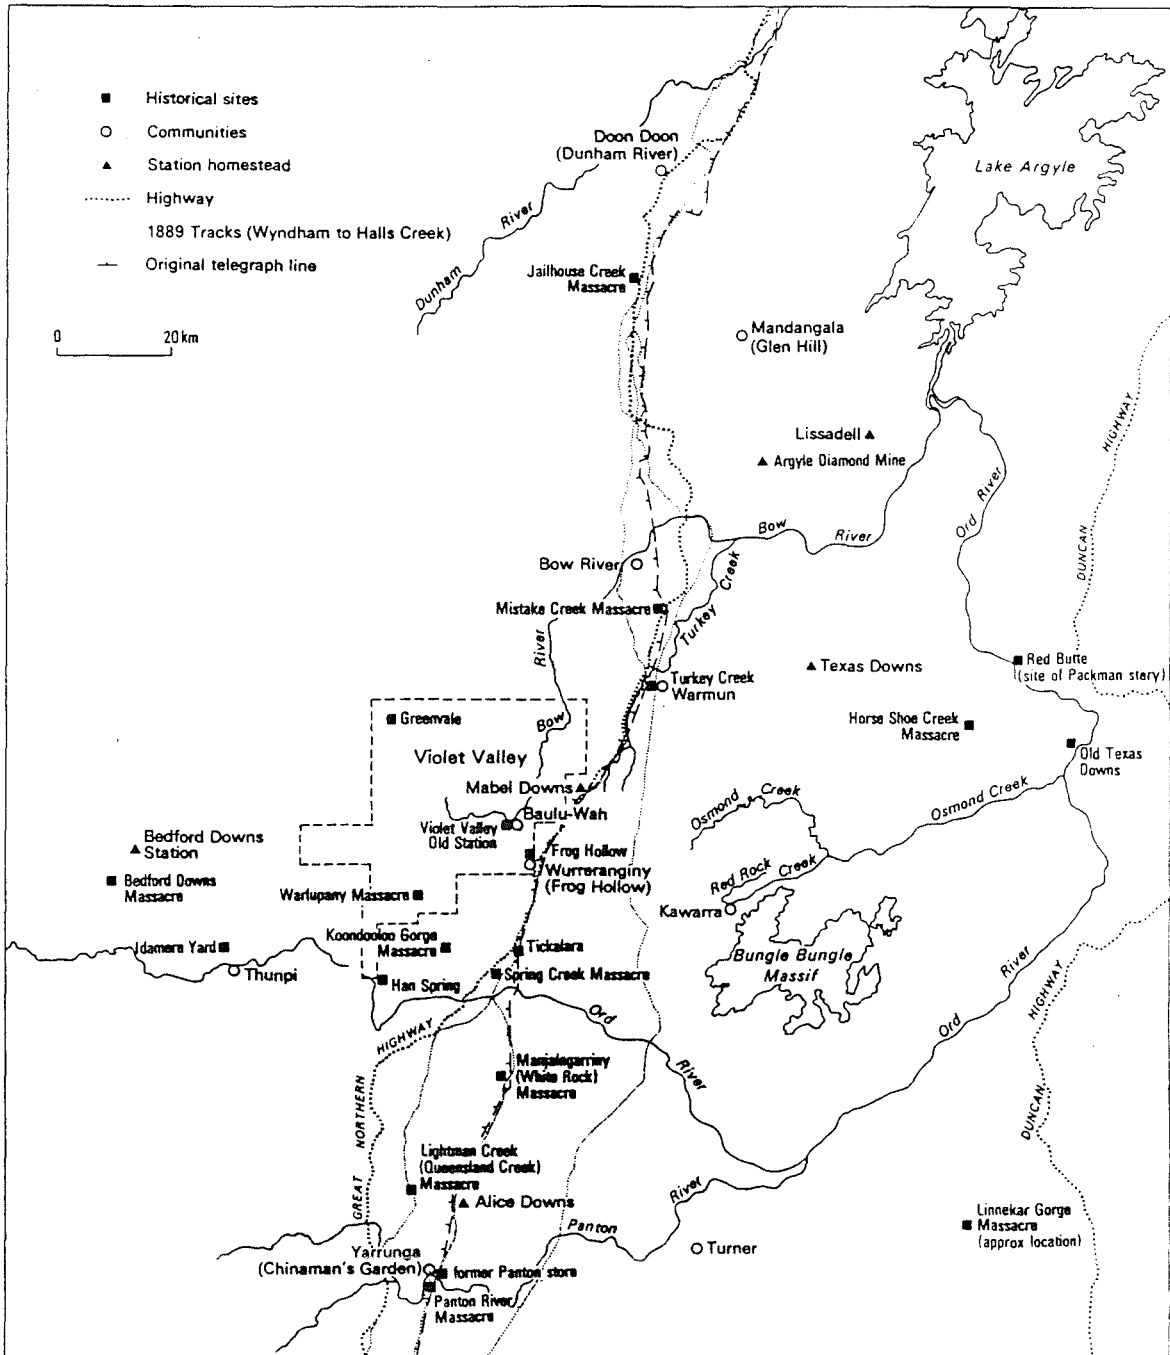 Historical sites
Communities
Station homestead
Highway
1889 Tracks (Wyndham to Halls Creek)
Original telegraph line
0 20 km
Doon Doon
(Dunham River)
Lake Argyle
Dunham River
Jailhouse Creek
Massacre
Mandangala
(Glen Hill)
HIGHWAY
DUNCAN
Lissadell
Argyle Diamond Mine
Ord River
Bow River
Bow River
Turkey Creek
Mistake Creek Massacre
Bow River
Turkey Creek
Warmun
Texas Downs
Red Butte
(site of Packman story)
Greenvale
Horse Shoe Creek
Massacre
Old Texas
Downs
Violet Valley
Mabel Downs
Osmond Creek
Osmond Creek
Baulu-Wah
Violet Valley
Old Station
Bedford Downs
Station
Frog Hollow
Wurreranginy
(Frog Hollow)
Red Rock Creek
Bedford Downs
Massacre
Warlupany Massacre
Kawarra
Idamere Yard
Koondooloo Gorge
Massacre
Tickalara
Bungle Bungle
Massif
Thunpi
Han Spring
Spring Creek Massacre
Ord River
Ord River
HIGHWAY
DUNCAN
GREAT NORTHERN HIGHWAY
Manjalngarriny
(White Rock)
Massacre
Lightman Creek
(Queensland Creek)
Massacre
Alice Downs
Panton River
Linnekar Gorge
Massacre
(approx location)
Turner
Yarrunga
(Chinaman's Garden)
former Panton store
Panton River
Massacre